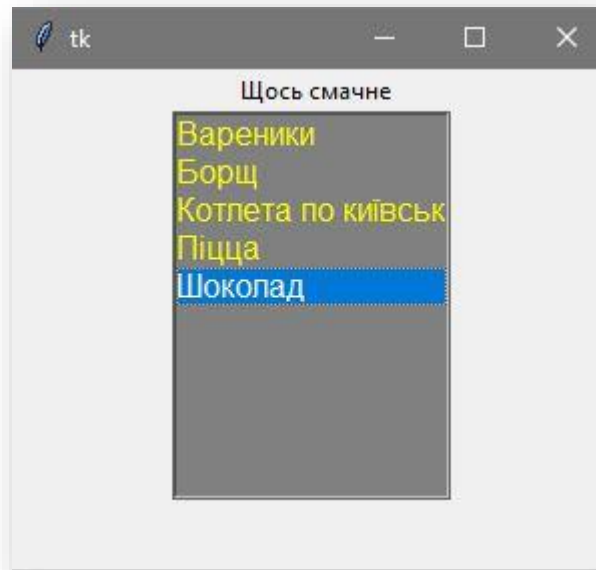 tk
Щось смачне
Вареники
Борщ
Котлета по київськ
Піцца
Шоколад